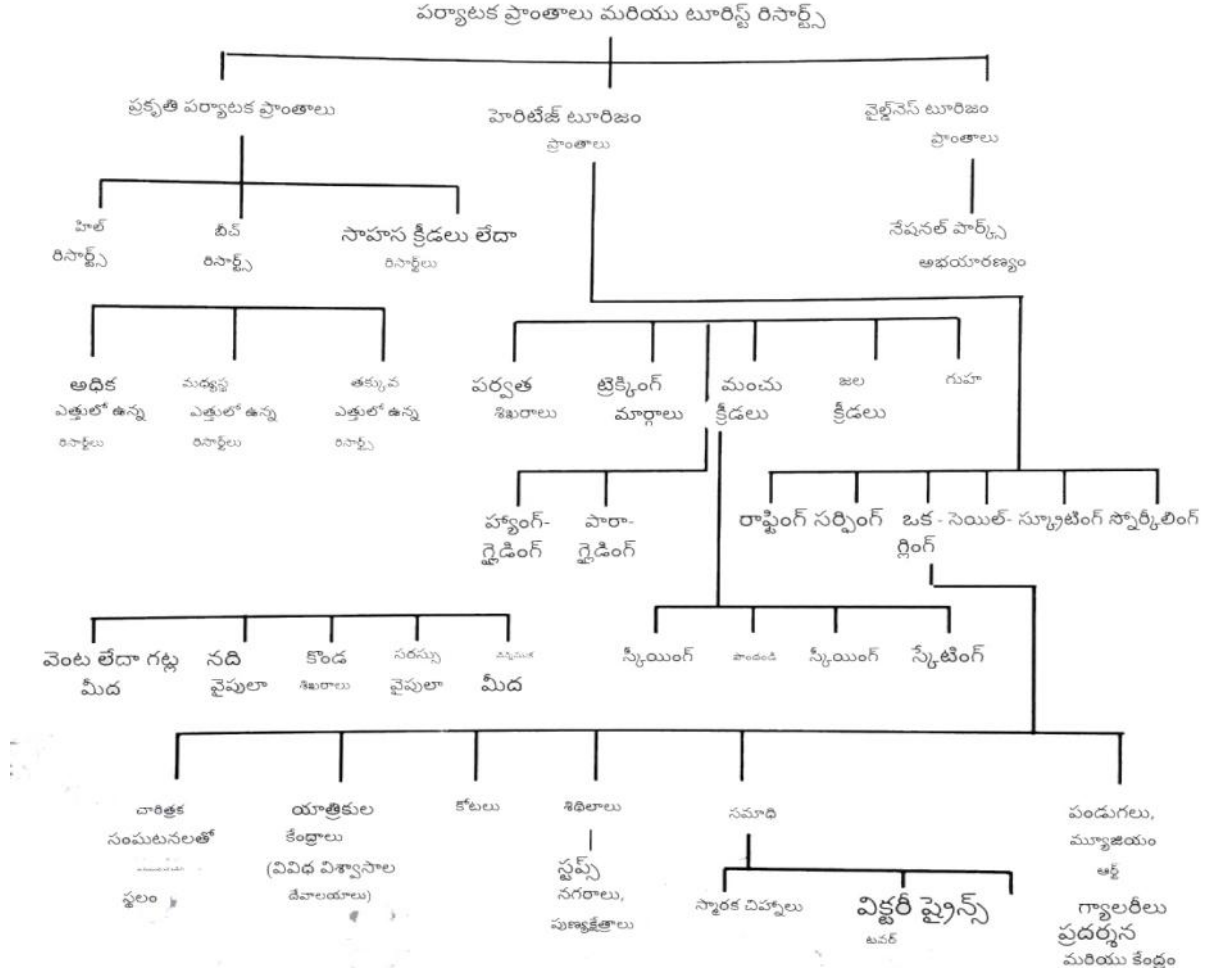 పర్యాటక ప్రాంతాలు మరియు టూరిస్ట్ రిసార్ట్స్
ప్రకృతి పర్యాటక ప్రాంతాలు
హెరిటేజ్ టూరిజం
ప్రాంతాలు
వైల్డ్‌నెస్ టూరిజం
ప్రాంతాలు
హిల్
రిసార్ట్స్
బీచ్
రిసార్ట్స్
సాహస క్రీడలు లేదా
రిసార్ట్‌లు
నేషనల్ పార్క్స్
అభయారణ్యం
అధిక
ఎత్తులో ఉన్న
రిసార్ట్‌లు
మధ్యస్థ
ఎత్తులో ఉన్న
రిసార్ట్‌లు
తక్కువ
ఎత్తులో ఉన్న
రిసార్ట్స్
పర్వత
శిఖరాలు
ట్రెక్కింగ్
మార్గాలు
మంచు
క్రీడలు
జల
క్రీడలు
గుహ
హ్యాంగ్-
గ్లైడింగ్
పారా-
గ్లైడింగ్
రాఫ్టింగ్ సర్ఫింగ్ ఒక - సెయిల్- స్క్రూటింగ్ స్నోర్కీలింగ్
గ్లింగ్
వెంట లేదా గట్ల
మీద
నది
వైపులా
కొండ
శిఖరాలు
సరస్సు
వైపులా
మీద
స్కీయింగ్
పొందండి
స్కీయింగ్
స్కేటింగ్
చారిత్రక
సంఘటనలతో
స్థలం
యాత్రికుల
కేంద్రాలు
(వివిధ విశ్వాసాల
దేవాలయాలు)
కోటలు
శిథిలాలు
స్టప్స్
నగరాలు,
పుణ్యక్షేత్రాలు
సమాధి
స్మారక చిహ్నాలు
విక్టరీ ష్రైన్స్
టవర్
పండుగలు,
మ్యూజియం
ఆర్ట్
గ్యాలరీలు
ప్రదర్శన
మరియు కేంద్రం